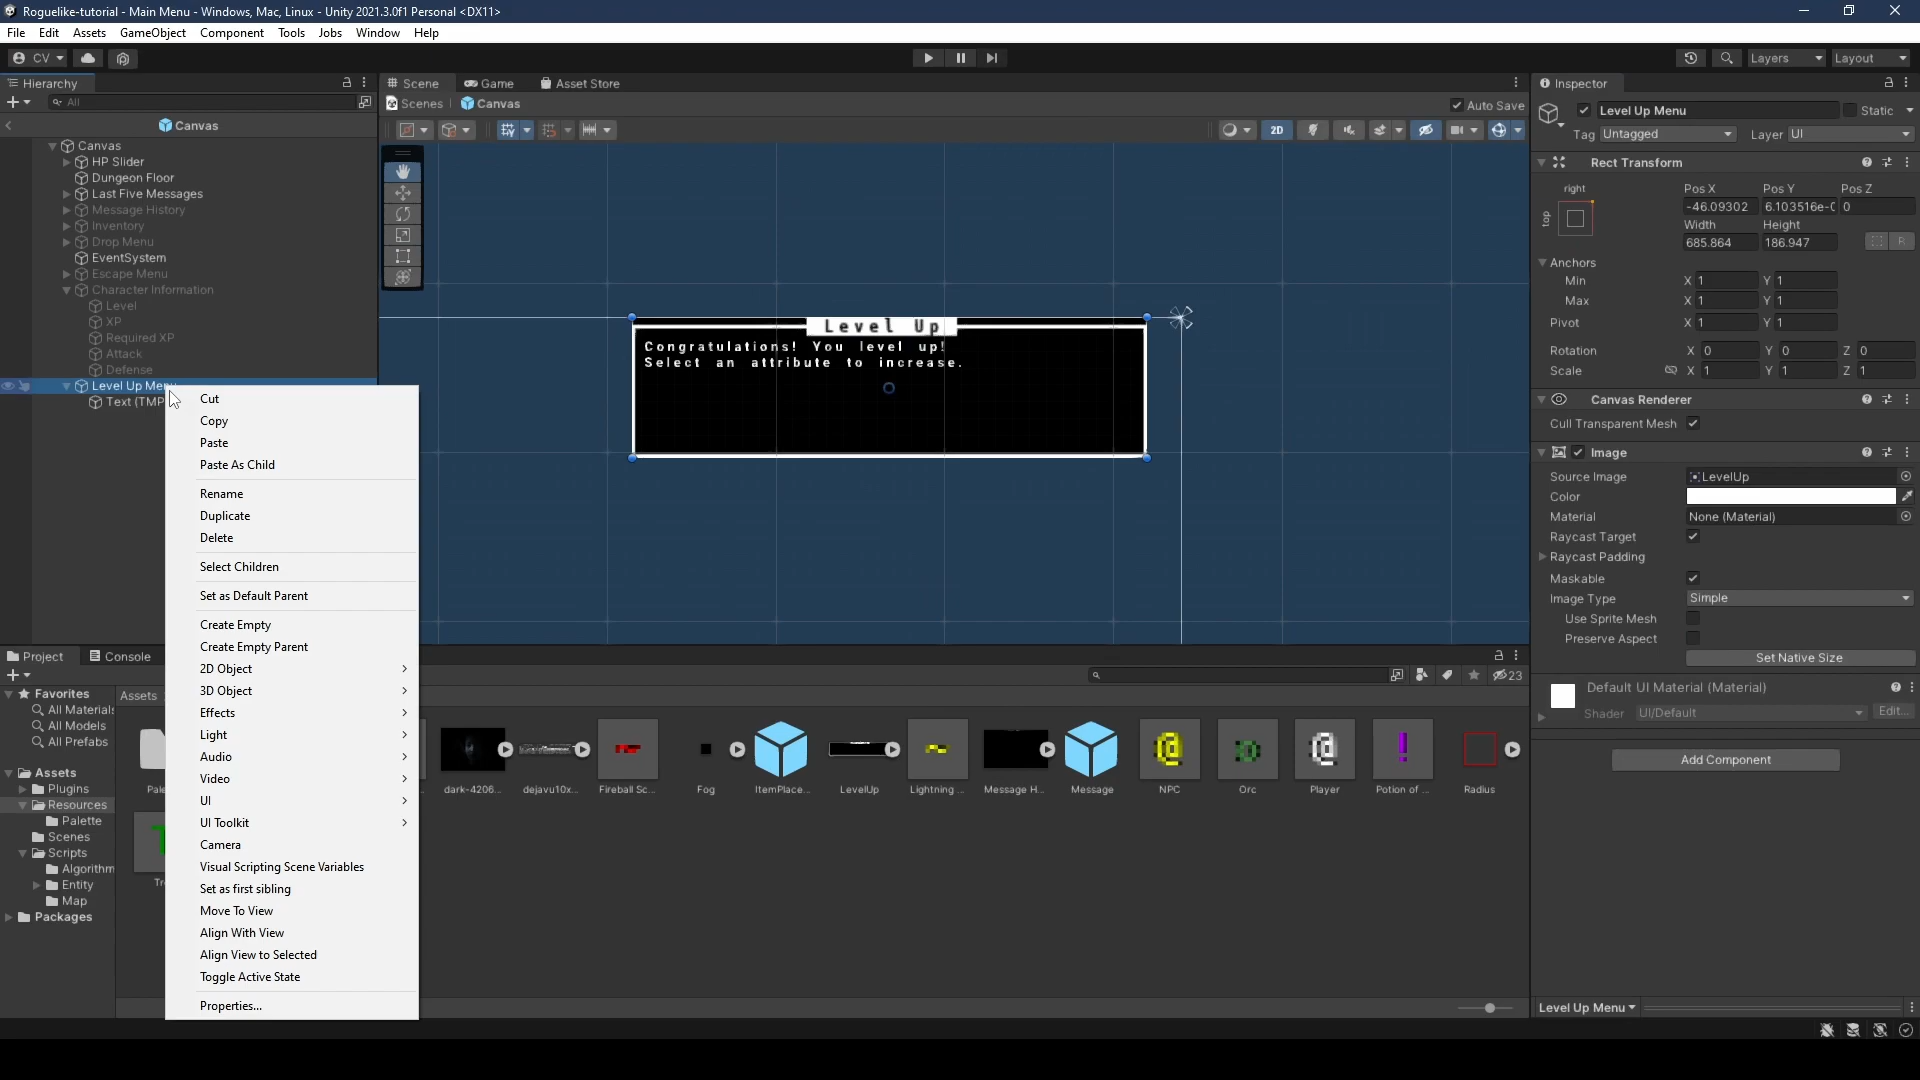 Roguelike-tutorial - Main Menu - Windows, Mac, Linux - Unity 2021.3.0f1 Personal <DX11>
File Edit Assets GameObject Component Tools Jobs Window Help
CV
Layers
Layout
Hierarchy
All
Canvas
Canvas
HP Slider
Dungeon Floor
Last Five Messages
Message History
Inventory
Drop Menu
EventSystem
Escape Menu
Character Information
Level
XP
Required XP
Attack
Defense
Level Up Menu
Text (TMP
Cut
Copy
Paste
Paste As Child
Rename
Duplicate
Delete
Select Children
Set as Default Parent
Create Empty
Create Empty Parent
2D Object
3D Object
Effects
Light
Audio
Video
UI
UI Toolkit
Camera
Visual Scripting Scene Variables
Set as first sibling
Move To View
Align With View
Align View to Selected
Toggle Active State
Properties...
Scene
Game
Asset Store
Scenes
Canvas
Auto Save
2D
Level Up
Congratulations! You level up!
Select an attribute to increase.
Project
Console
23
Favorites
All Materials
All Models
All Prefabs
Assets
Plugins
Resources
Palette
Scenes
Scripts
Algorithm
Entity
Map
Packages
Assets
Pale
dark-4206...
dejavu10x...
Fireball Sc...
Fog
ItemPlace...
LevelUp
Lightning ...
Message H...
Message
NPC
Orc
Player
Potion of ...
Radius
Inspector
Level Up Menu
Static
Tag Untagged
Layer UI
Rect Transform
right
top
Pos X Pos Y Pos Z
-46.09302 6.103516e-0 0
Width Height
685.864 186.947
R
Anchors
Min X 1 Y 1
Max X 1 Y 1
Pivot X 1 Y 1
Rotation X 0 Y 0 Z 0
Scale X 1 Y 1 Z 1
Canvas Renderer
Cull Transparent Mesh
Image
Source Image LevelUp
Color
Material None (Material)
Raycast Target
Raycast Padding
Maskable
Image Type Simple
Use Sprite Mesh
Preserve Aspect
Set Native Size
Default UI Material (Material)
Shader UI/Default Edit...
Add Component
Level Up Menu